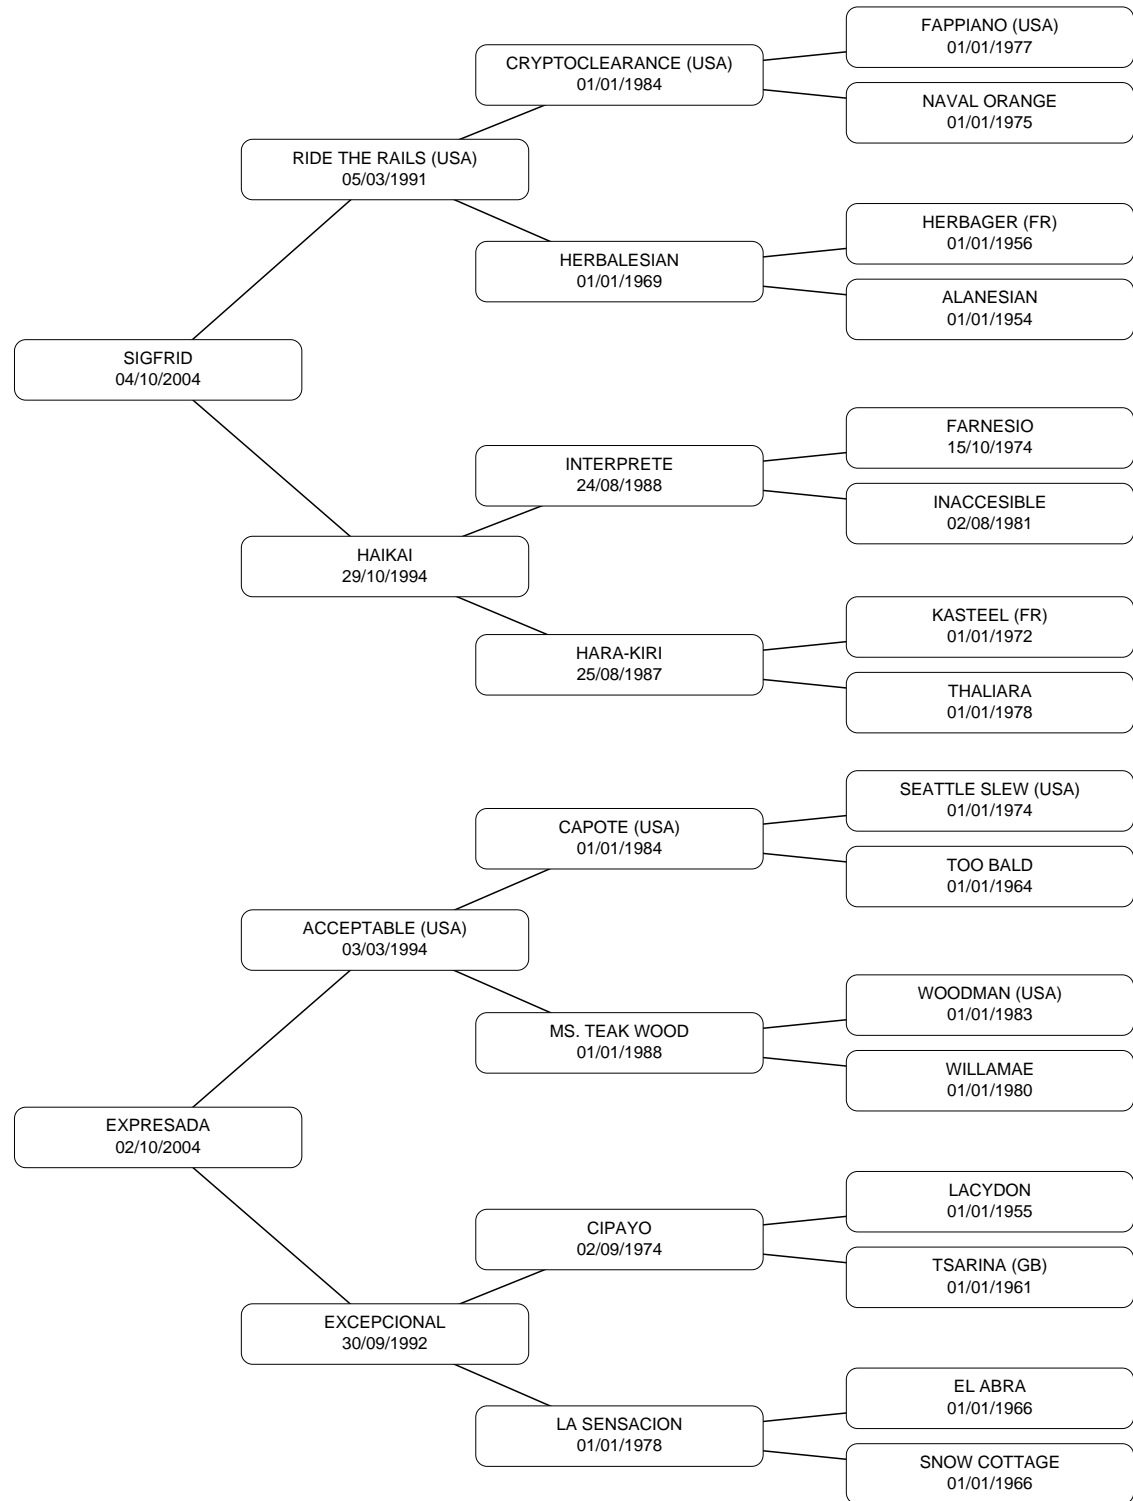 FAPPIANO (USA)
01/01/1977
CRYPTOCLEARANCE (USA)
01/01/1984
NAVAL ORANGE
01/01/1975
RIDE THE RAILS (USA)
05/03/1991
HERBAGER (FR)
01/01/1956
HERBALESIAN
01/01/1969
ALANESIAN
01/01/1954
SIGFRID
04/10/2004
FARNESIO
15/10/1974
INTERPRETE
24/08/1988
INACCESIBLE
02/08/1981
HAIKAI
29/10/1994
KASTEEL (FR)
01/01/1972
HARA-KIRI
25/08/1987
THALIARA
01/01/1978
SEATTLE SLEW (USA)
01/01/1974
CAPOTE (USA)
01/01/1984
TOO BALD
01/01/1964
ACCEPTABLE (USA)
03/03/1994
WOODMAN (USA)
01/01/1983
MS. TEAK WOOD
01/01/1988
WILLAMAE
01/01/1980
EXPRESADA
02/10/2004
LACYDON
01/01/1955
CIPAYO
02/09/1974
TSARINA (GB)
01/01/1961
EXCEPCIONAL
30/09/1992
EL ABRA
01/01/1966
LA SENSACION
01/01/1978
SNOW COTTAGE
01/01/1966